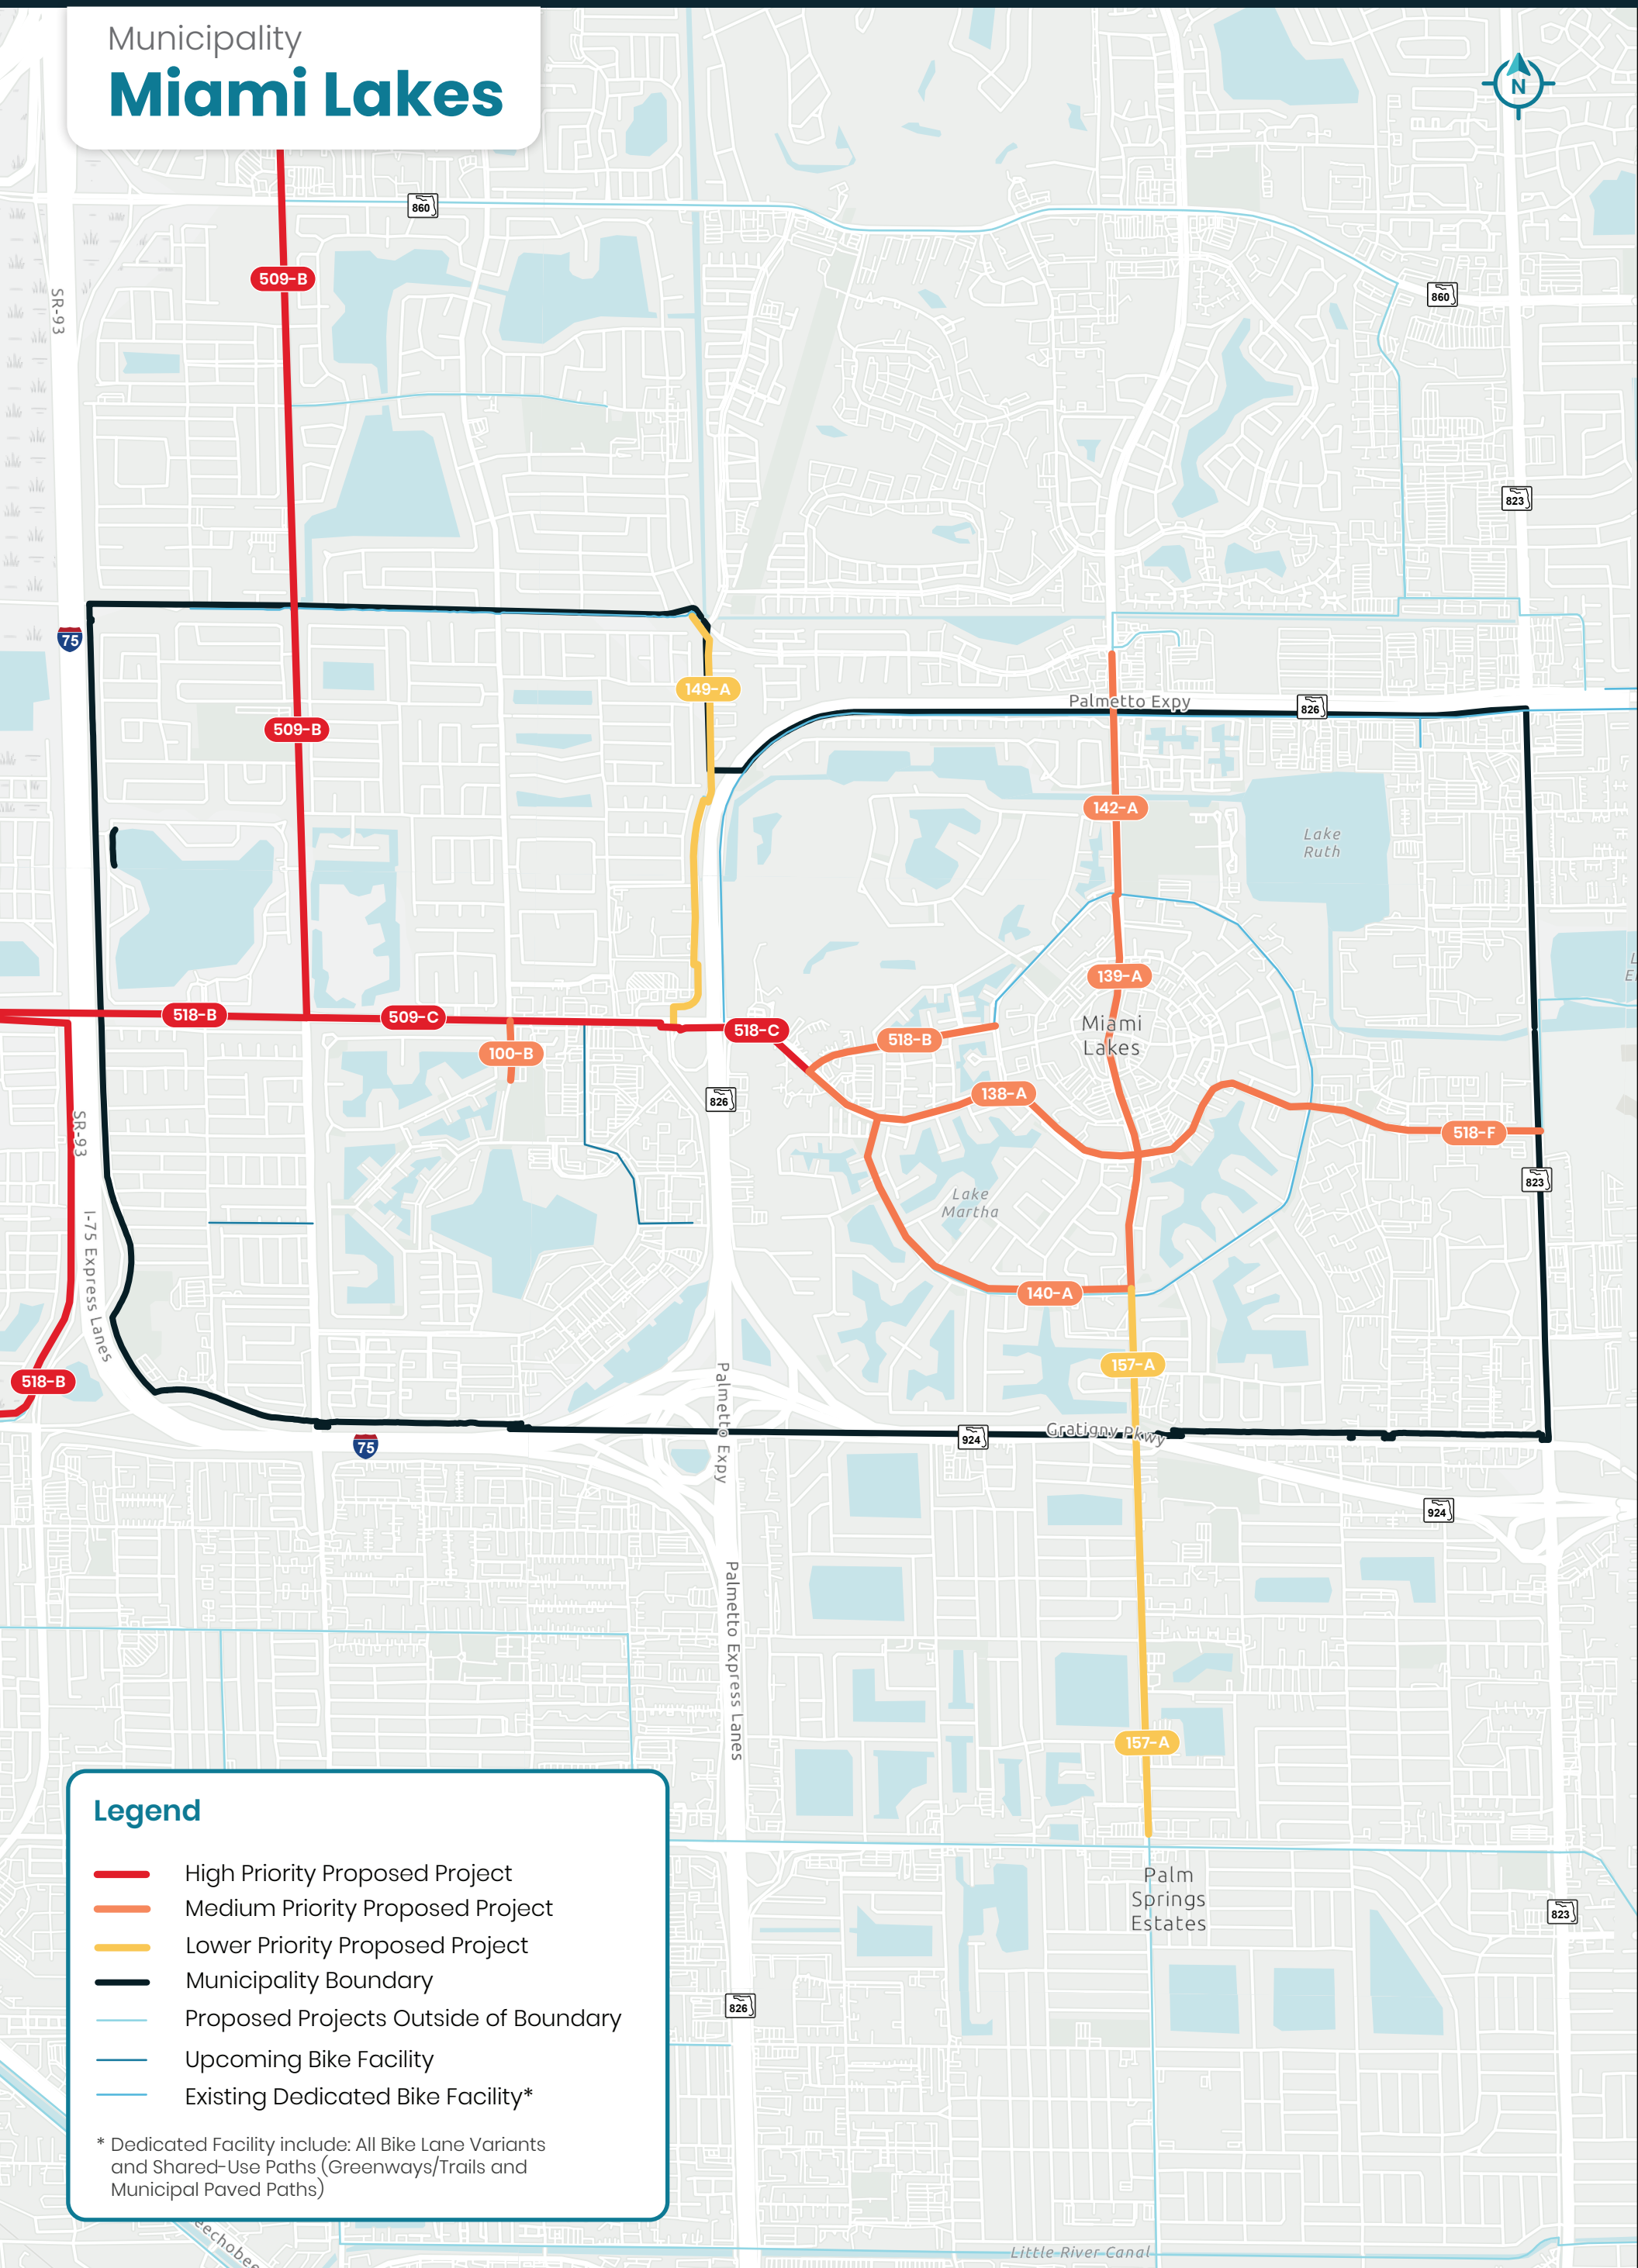 Municipality
Miami Lakes
N
860
509-B
SR-93
860
823
75
149-A
Palmetto Expy
826
509-B
142-A
Lake
Ruth
139-A
518-B
509-C
518-C
Miami
Lakes
518-B
100-B
138-A
826
SR-93
518-F
823
Lake
Martha
I-75 Express Lanes
140-A
157-A
518-B
Palmetto Expy
Gratigny Pkwy
924
75
924
Palmetto Express Lanes
157-A
Legend
High Priority Proposed Project
Medium Priority Proposed Project
Lower Priority Proposed Project
Municipality Boundary
Proposed Projects Outside of Boundary
Upcoming Bike Facility
Existing Dedicated Bike Facility*
* Dedicated Facility include: All Bike Lane Variants
and Shared-Use Paths (Greenways/Trails and
Municipal Paved Paths)
Palm
Springs
Estates
823
826
eechobee
Little River Canal